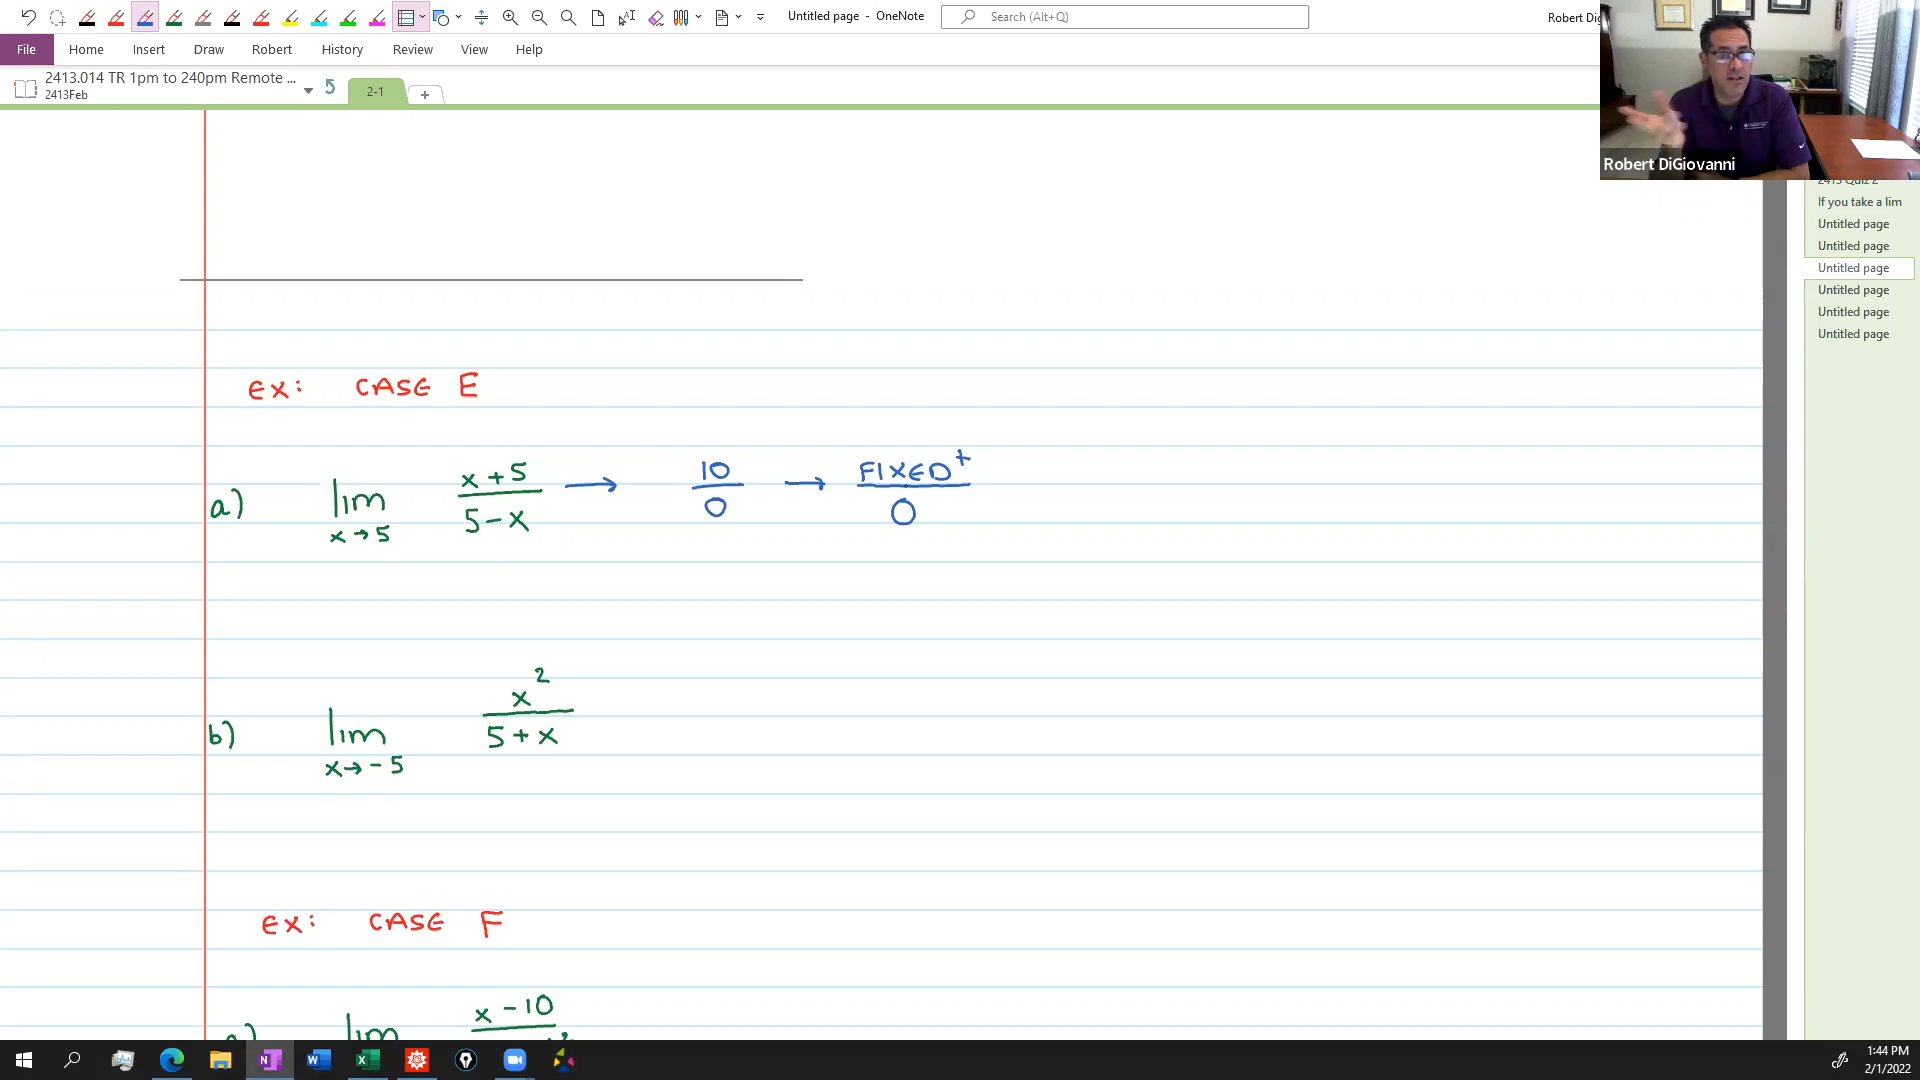 Untitled page - OneNote
Search (Alt+Q)
File Home Insert Draw Robert History Review View Help
2413.014 TR 1pm to 240pm Remote ...
2413Feb
2-1
+
Robert DiGiovanni
2413 Quiz 2
If you take a lim
Untitled page
Untitled page
Untitled page
Untitled page
Untitled page
Untitled page
EX: CASE E
a) lim x→5 x+5/5-x → 10/0 → FIXED⁺/0
b) lim x→-5 x²/5+x
EX: CASE F
lim x-10
1:44 PM
2/1/2022